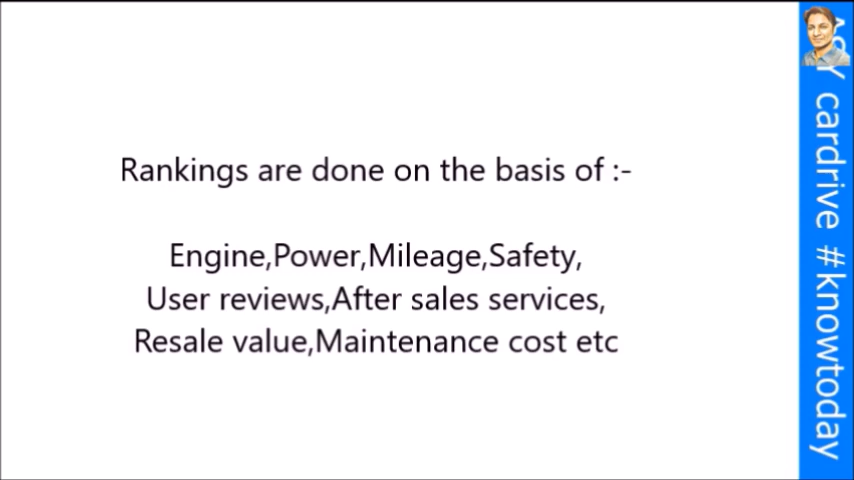 Rankings are done on the basis of :-
Engine,Power,Mileage,Safety,
User reviews,After sales services,
Resale value,Maintenance cost etc
cardrive #knowtoday